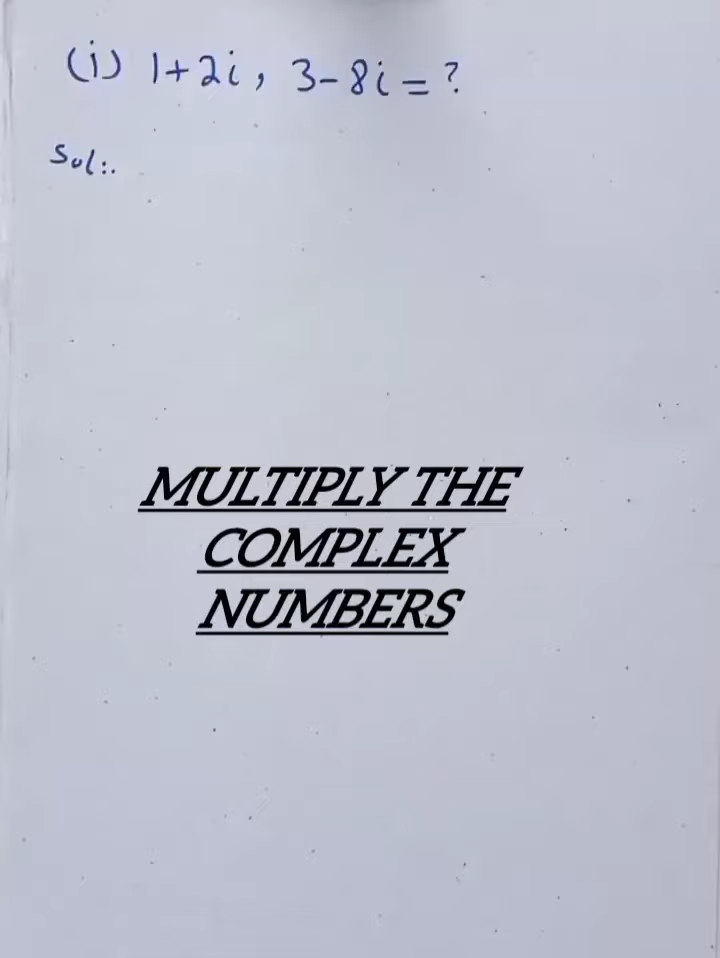 (i) 1+2i, 3-8i=?
Sol:.
MULTIPLY THE
COMPLEX
NUMBERS